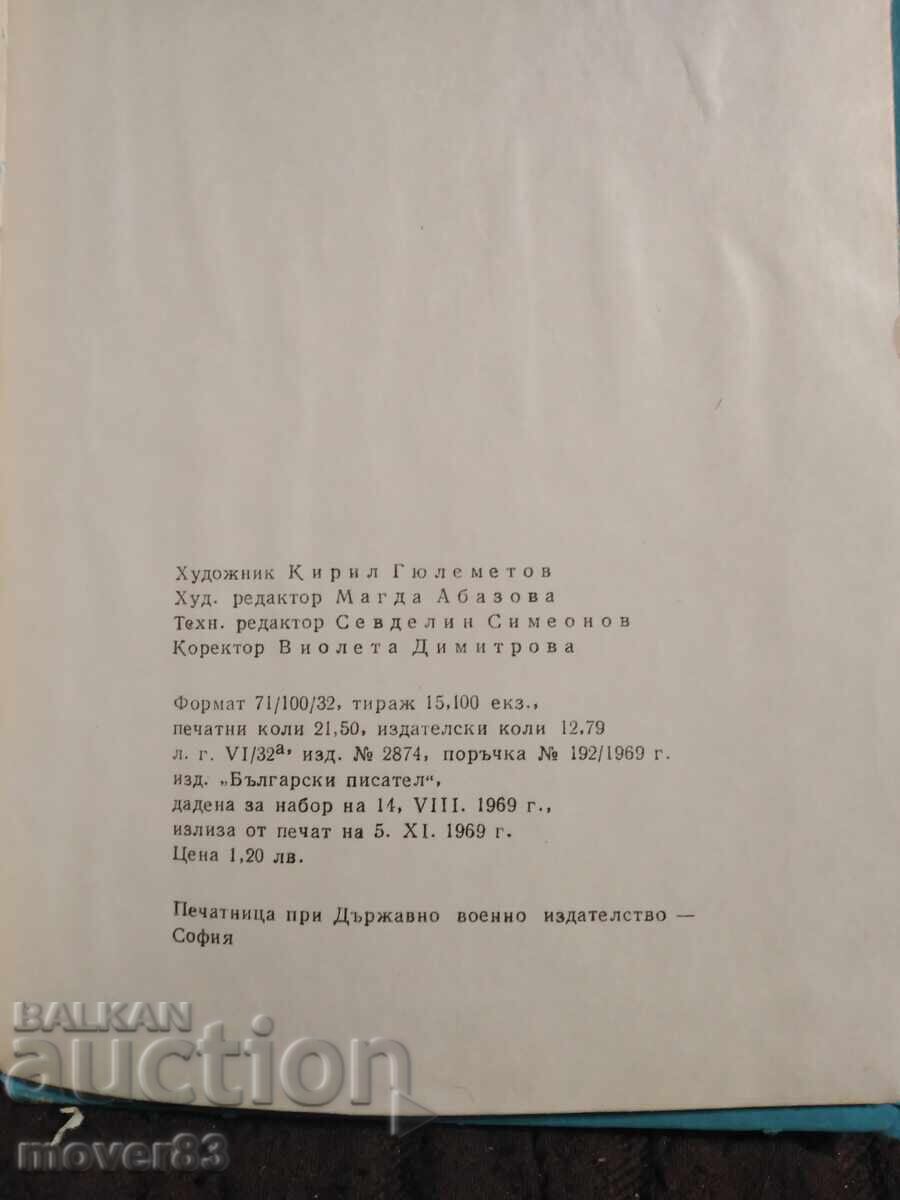 Художник Кирил Гюлеметов
Худ. редактор Магда Абазова
Техн. редактор Севделин Симеонов
Коректор Виолета Димитрова
Формат 71/100/32, тираж 15,100 екз.,
печатни коли 21,50, издателски коли 12,79
л. г. VI/32а, изд. № 2874, поръчка № 192/1969 г.
изд. „Български писател“,
дадена за набор на 14, VIII. 1969 г.,
излиза от печат на 5. XI. 1969 г.
Цена 1,20 лв.
Печатница при Държавно военно издателство —
София
BALKAN
auction
mover83